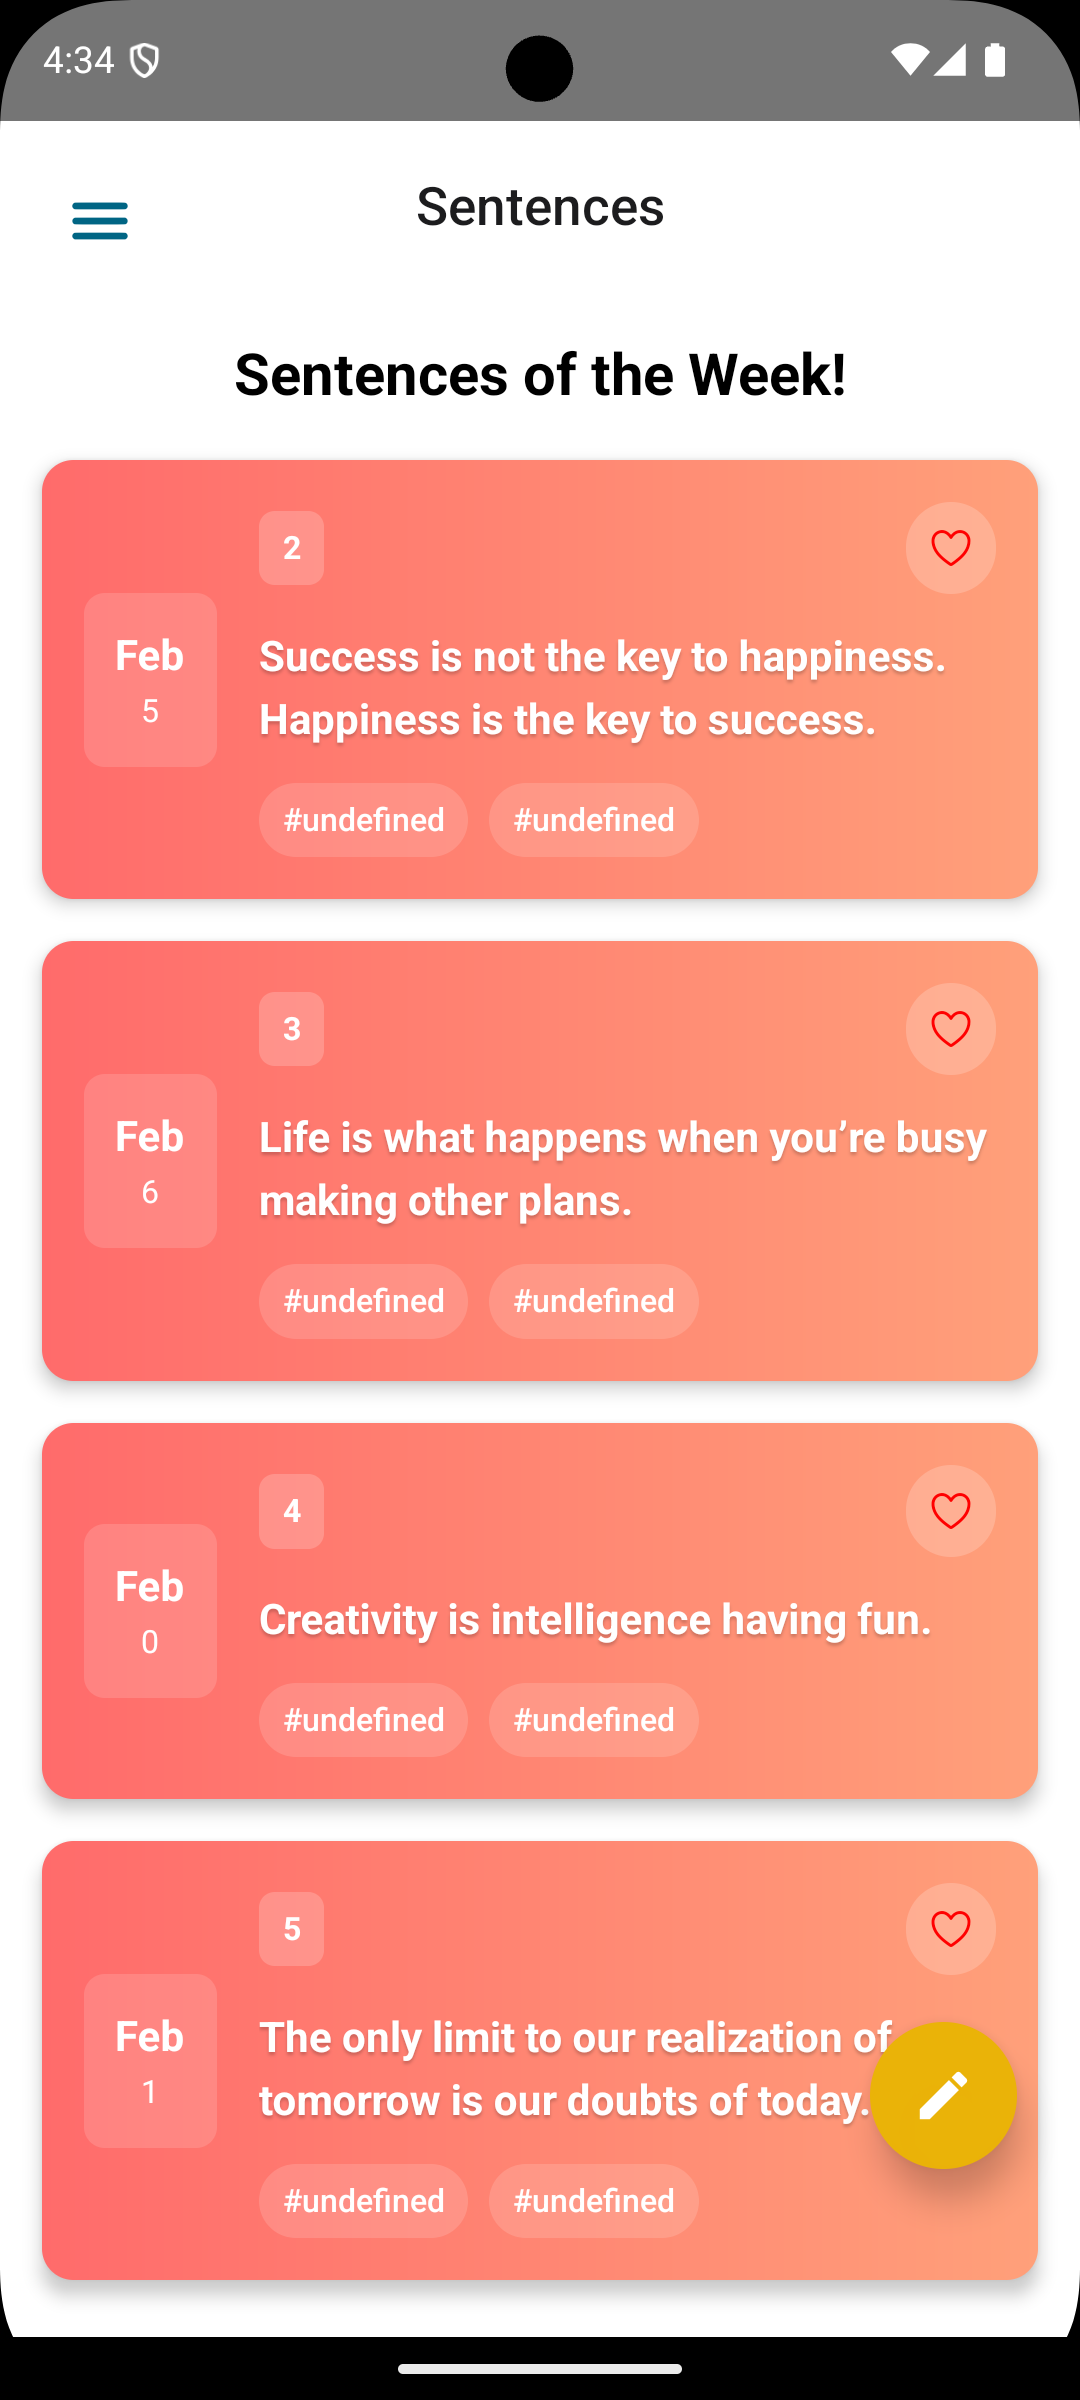 4:34
Sentences
Sentences of the Week!
2
Feb
5
Success is not the key to happiness.
Happiness is the key to success.
#undefined #undefined
3
Feb
6
Life is what happens when you’re busy
making other plans.
#undefined #undefined
4
Feb
0
Creativity is intelligence having fun.
#undefined #undefined
5
Feb
1
The only limit to our realization of
tomorrow is our doubts of today.
#undefined #undefined